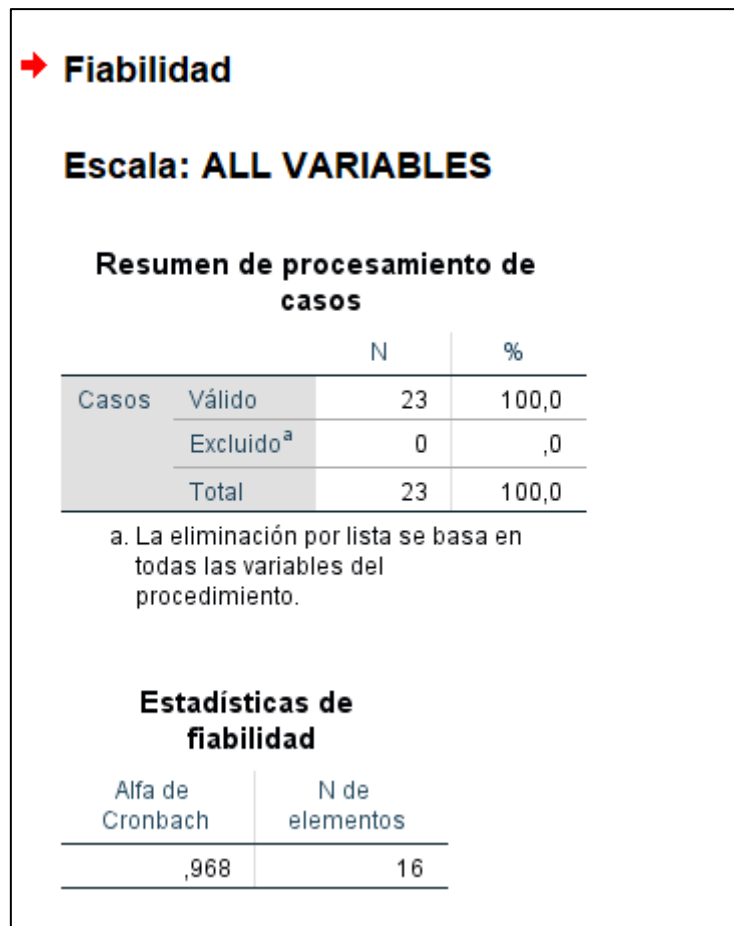 Fiabilidad
Escala: ALL VARIABLES
Resumen de procesamiento de
casos
N %
Casos Válido 23 100,0
Excluido^a 0 ,0
Total 23 100,0
a. La eliminación por lista se basa en
todas las variables del
procedimiento.
Estadísticas de
fiabilidad
Alfa de N de
Cronbach elementos
,968 16